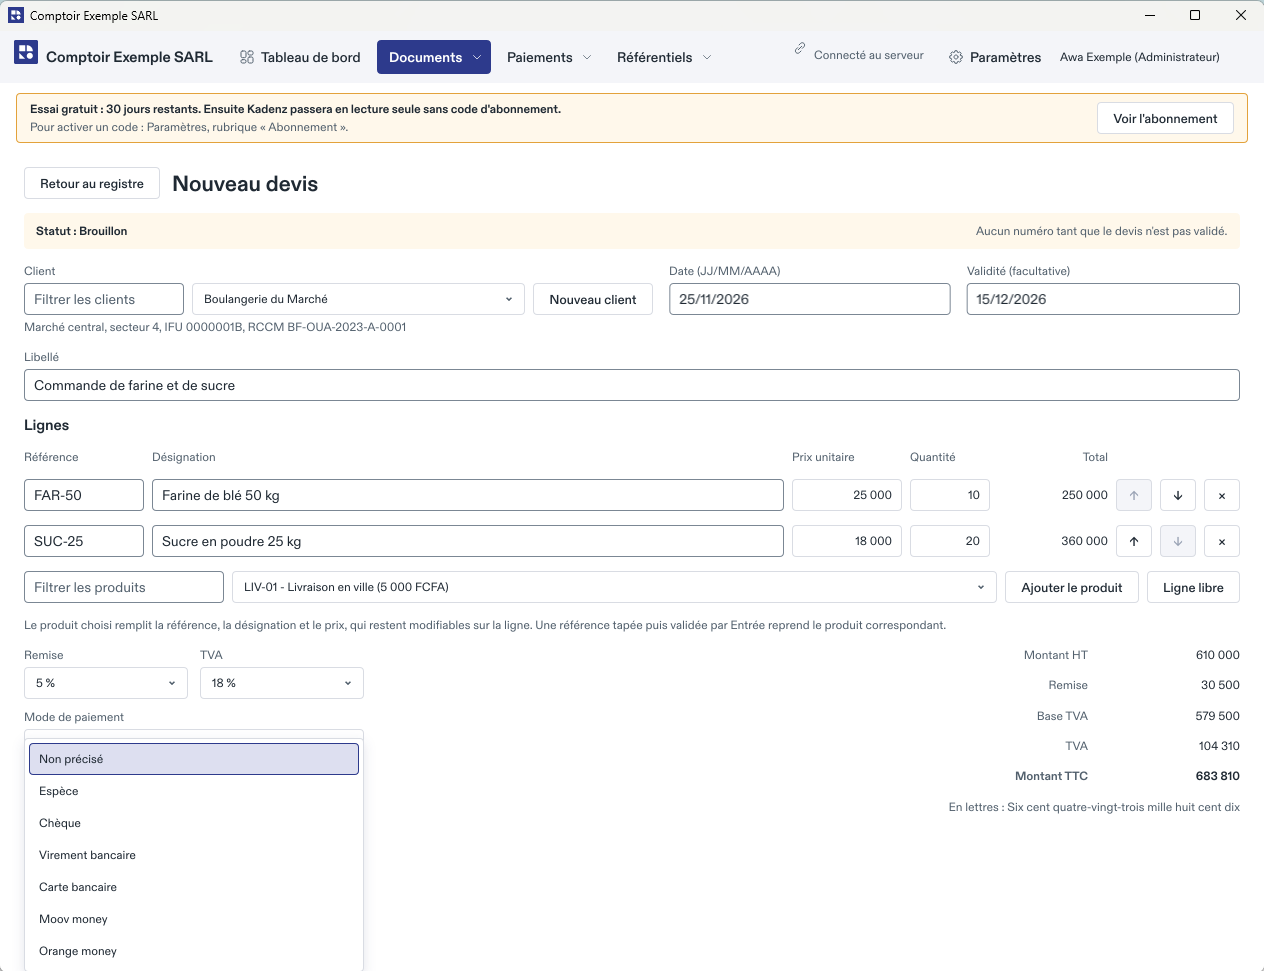 Comptoir Exemple SARL
Comptoir Exemple SARL
Tableau de bord
Documents
Paiements
Référentiels
Connecté au serveur
Paramètres
Awa Exemple (Administrateur)
Essai gratuit : 30 jours restants. Ensuite Kadenz passera en lecture seule sans code d'abonnement.
Pour activer un code : Paramètres, rubrique « Abonnement ».
Voir l'abonnement
Retour au registre
Nouveau devis
Statut : Brouillon
Aucun numéro tant que le devis n'est pas validé.
Client
Date (JJ/MM/AAAA)
Validité (facultative)
Filtrer les clients
Boulangerie du Marché
Nouveau client
25/11/2026
15/12/2026
Marché central, secteur 4, IFU 0000001B, RCCM BF-OUA-2023-A-0001
Libellé
Commande de farine et de sucre
Lignes
Référence
Désignation
Prix unitaire
Quantité
Total
FAR-50
Farine de blé 50 kg
25 000
10
250 000
SUC-25
Sucre en poudre 25 kg
18 000
20
360 000
Filtrer les produits
LIV-01 - Livraison en ville (5 000 FCFA)
Ajouter le produit
Ligne libre
Le produit choisi remplit la référence, la désignation et le prix, qui restent modifiables sur la ligne. Une référence tapée puis validée par Entrée reprend le produit correspondant.
Remise
TVA
Montant HT
610 000
5 %
18 %
Remise
30 500
Mode de paiement
Base TVA
579 500
TVA
104 310
Non précisé
Montant TTC
683 810
Espèce
En lettres : Six cent quatre-vingt-trois mille huit cent dix
Chèque
Virement bancaire
Carte bancaire
Moov money
Orange money